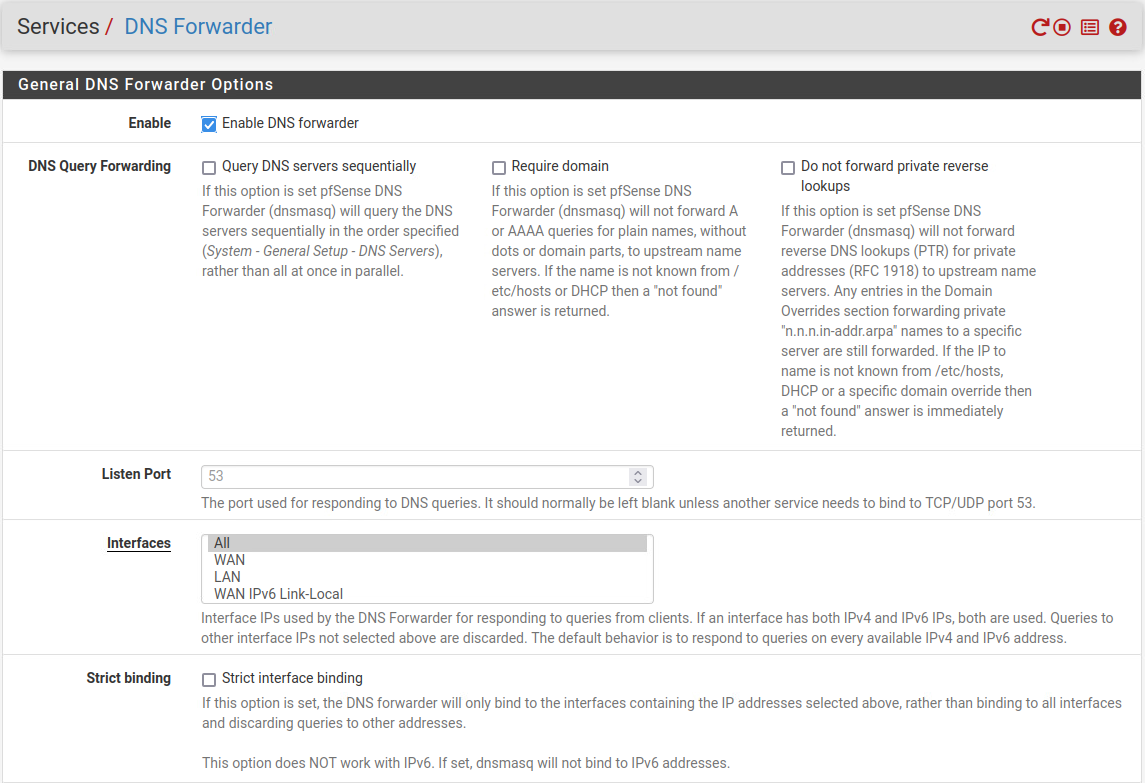 Services / DNS Forwarder
General DNS Forwarder Options
Enable
Enable DNS forwarder
DNS Query Forwarding
Query DNS servers sequentially
If this option is set pfSense DNS
Forwarder (dnsmasq) will query the DNS
servers sequentially in the order specified
(System - General Setup - DNS Servers),
rather than all at once in parallel.
Require domain
If this option is set pfSense DNS
Forwarder (dnsmasq) will not forward A
or AAAA queries for plain names, without
dots or domain parts, to upstream name
servers. If the name is not known from /
etc/hosts or DHCP then a "not found"
answer is returned.
Do not forward private reverse
lookups
If this option is set pfSense DNS
Forwarder (dnsmasq) will not forward
reverse DNS lookups (PTR) for private
addresses (RFC 1918) to upstream name
servers. Any entries in the Domain
Overrides section forwarding private
"n.n.n.in-addr.arpa" names to a specific
server are still forwarded. If the IP to
name is not known from /etc/hosts,
DHCP or a specific domain override then
a "not found" answer is immediately
returned.
Listen Port
53
The port used for responding to DNS queries. It should normally be left blank unless another service needs to bind to TCP/UDP port 53.
Interfaces
All
WAN
LAN
WAN IPv6 Link-Local
Interface IPs used by the DNS Forwarder for responding to queries from clients. If an interface has both IPv4 and IPv6 IPs, both are used. Queries to
other interface IPs not selected above are discarded. The default behavior is to respond to queries on every available IPv4 and IPv6 address.
Strict binding
Strict interface binding
If this option is set, the DNS forwarder will only bind to the interfaces containing the IP addresses selected above, rather than binding to all interfaces
and discarding queries to other addresses.
This option does NOT work with IPv6. If set, dnsmasq will not bind to IPv6 addresses.